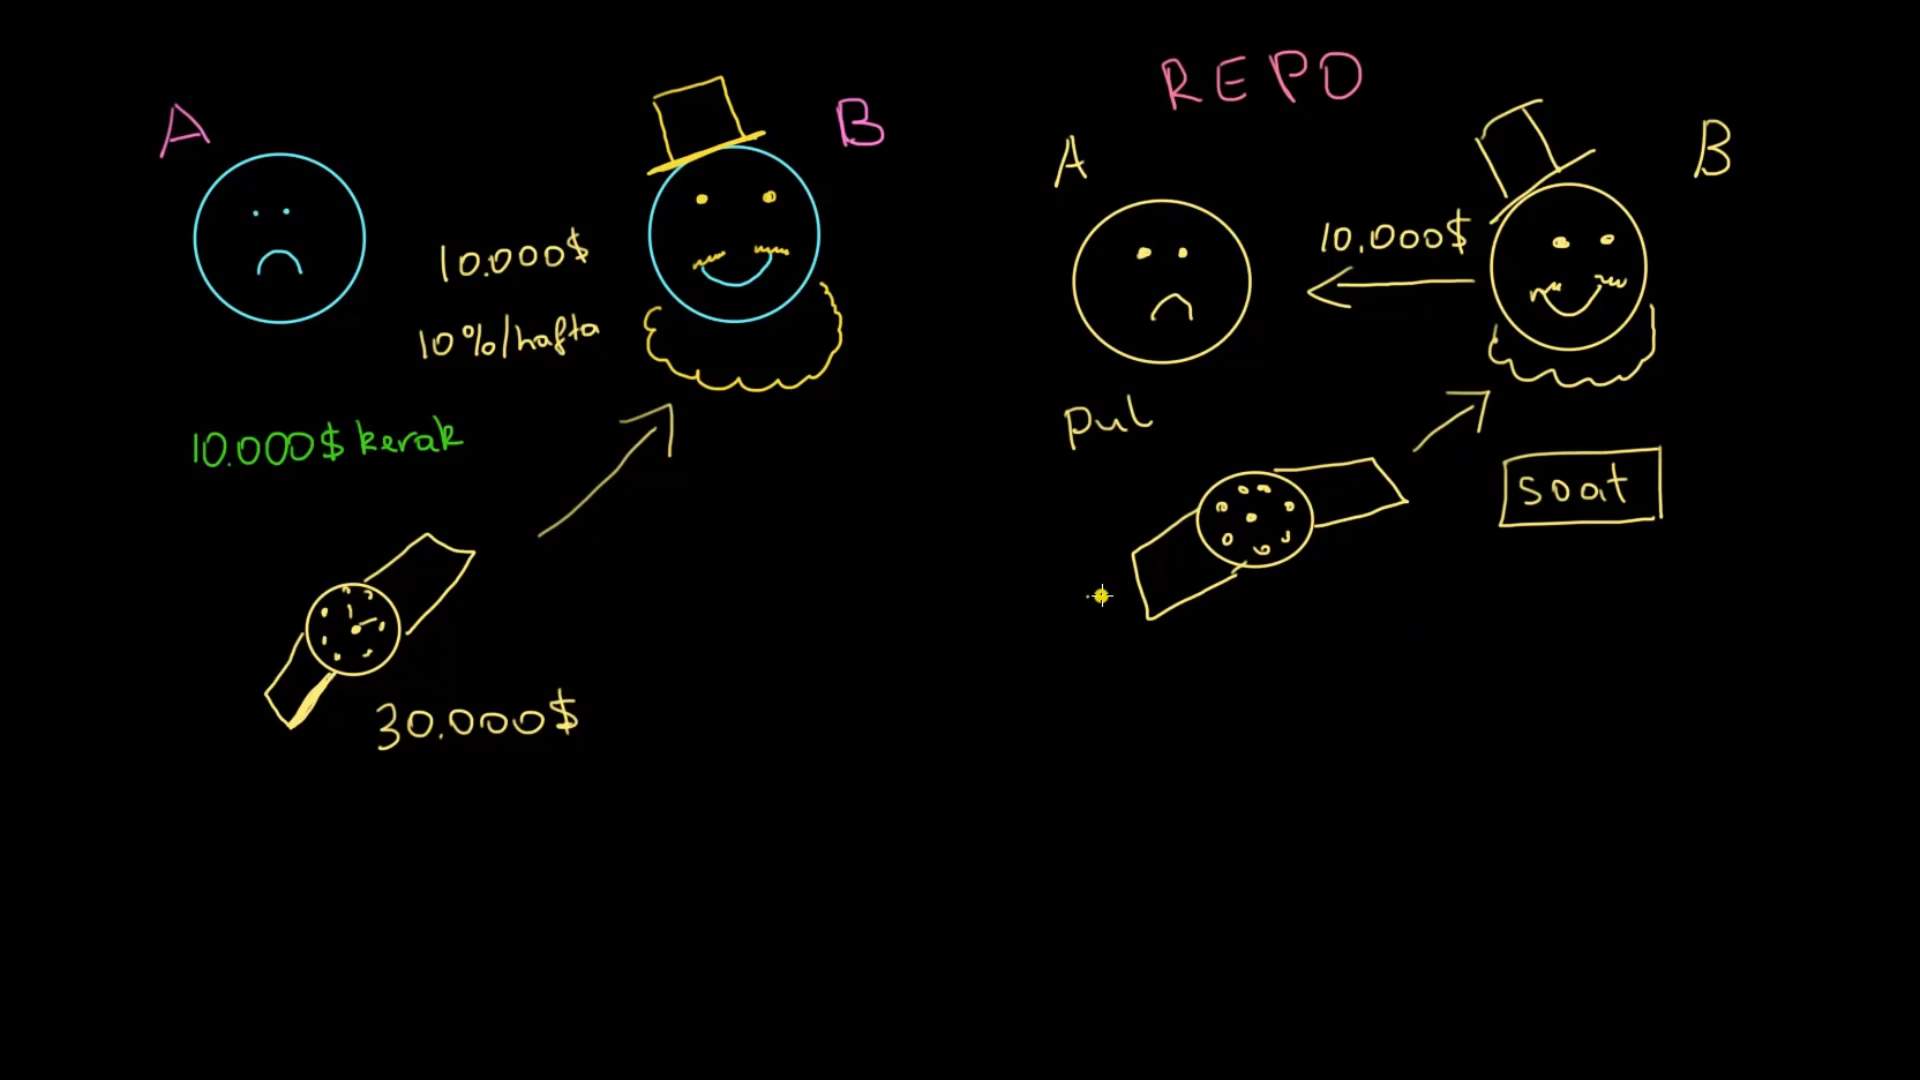 A
B
10.000$
10%/hafta
10.000$ kerak
30.000$
REPO
A
B
10.000$
pul
soat